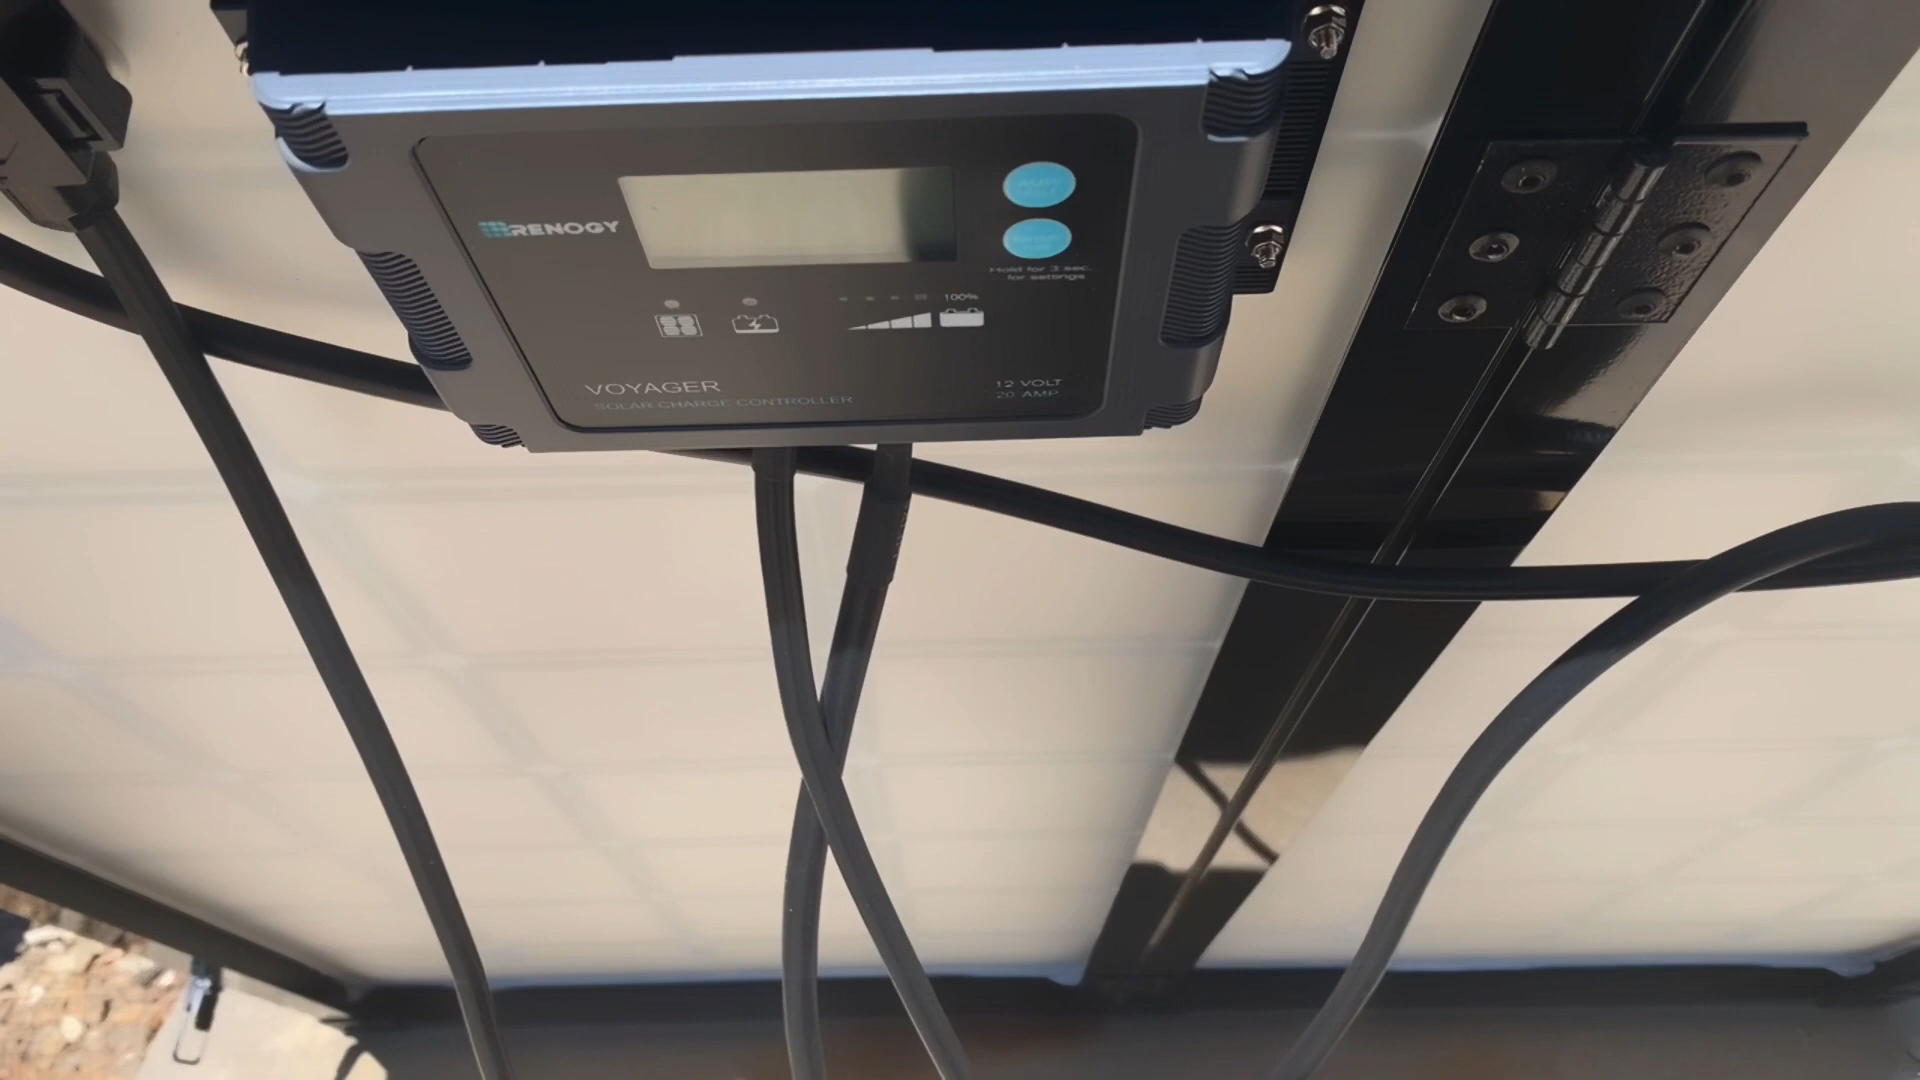 RENOGY
Hold for 3 sec.
for settings
100%
VOYAGER
SOLAR CHARGE CONTROLLER
12 VOLT
20 AMP